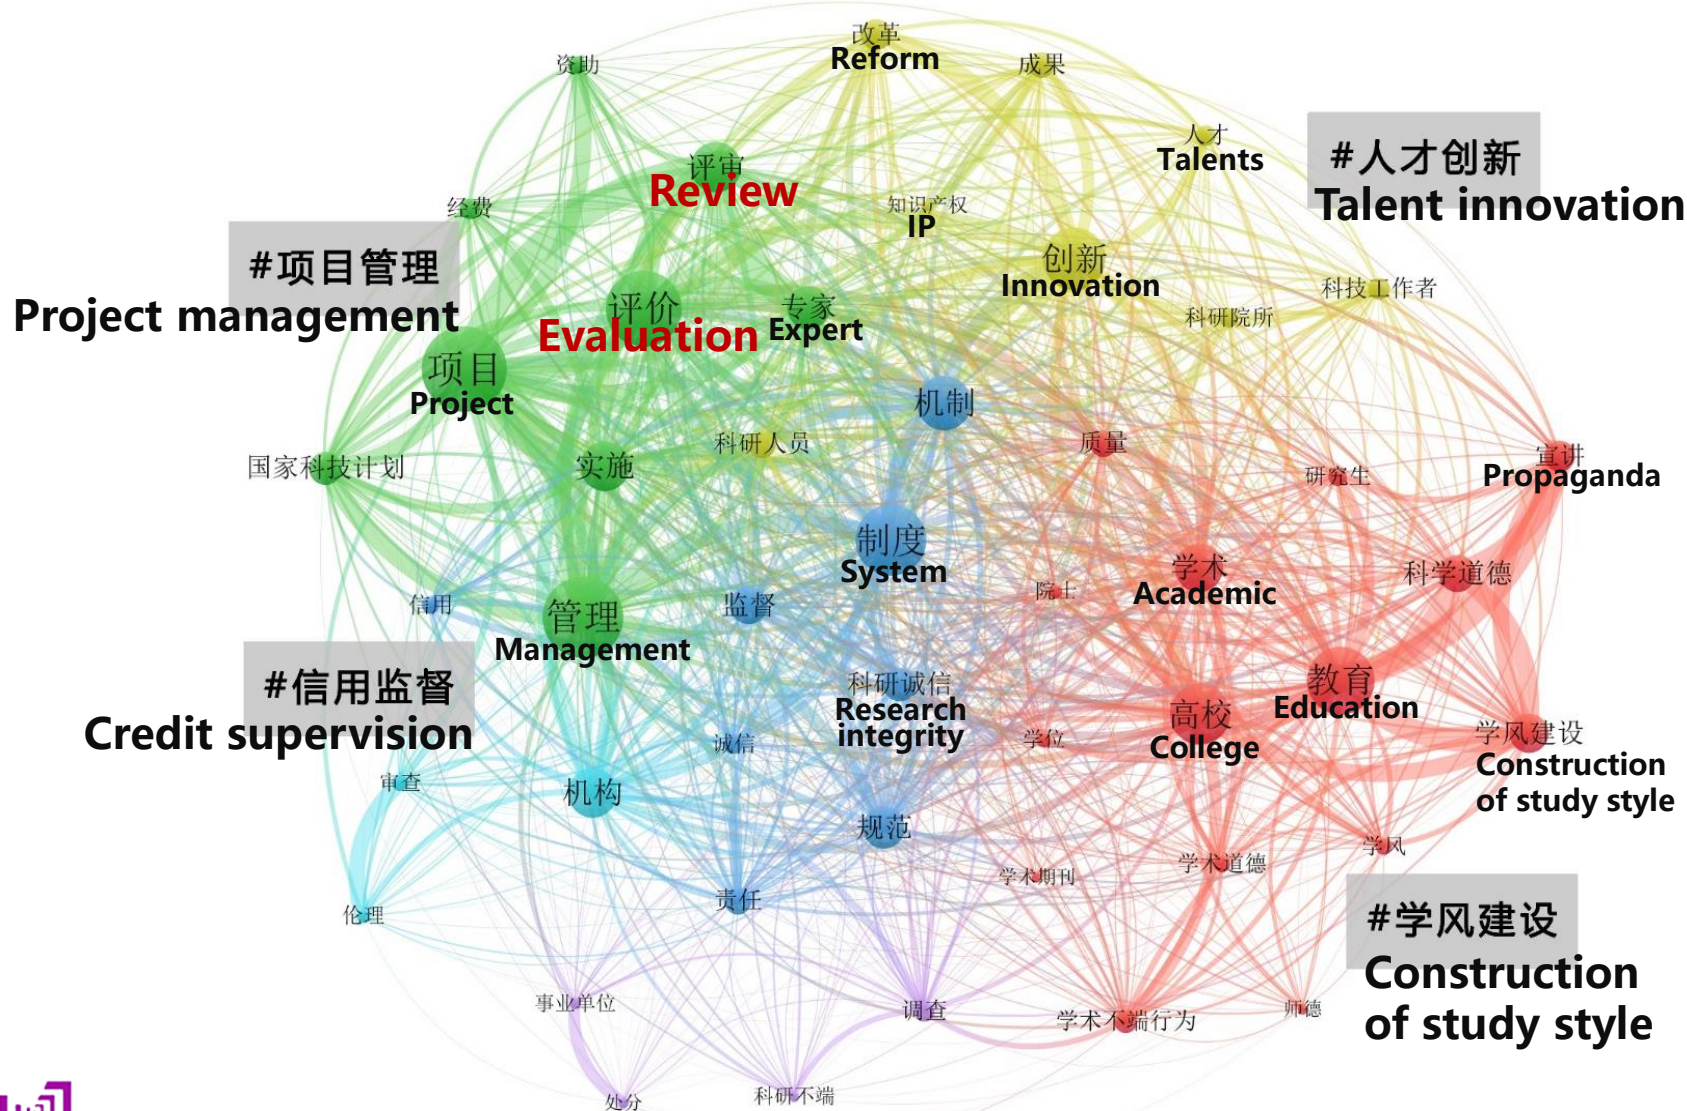 改革
Reform
资助
成果
人才
Talents
#人才创新
Talent innovation
评审
Review
经费
知识产权
IP
#项目管理
Project management
创新
Innovation
评价
Evaluation
专家
Expert
科技工作者
科研院所
项目
Project
机制
科研人员
质量
宣讲
Propaganda
国家科技计划
实施
研究生
制度
System
学术
Academic
科学道德
信用
管理
Management
监督
院士
#信用监督
Credit supervision
科研诚信
Research
integrity
教育
Education
高校
College
诚信
学位
学风建设
Construction
of study style
审查
机构
规范
学风
学术道德
学术期刊
责任
伦理
#学风建设
Construction
of study style
事业单位
调查
学术不端行为
师德
处分
科研不端